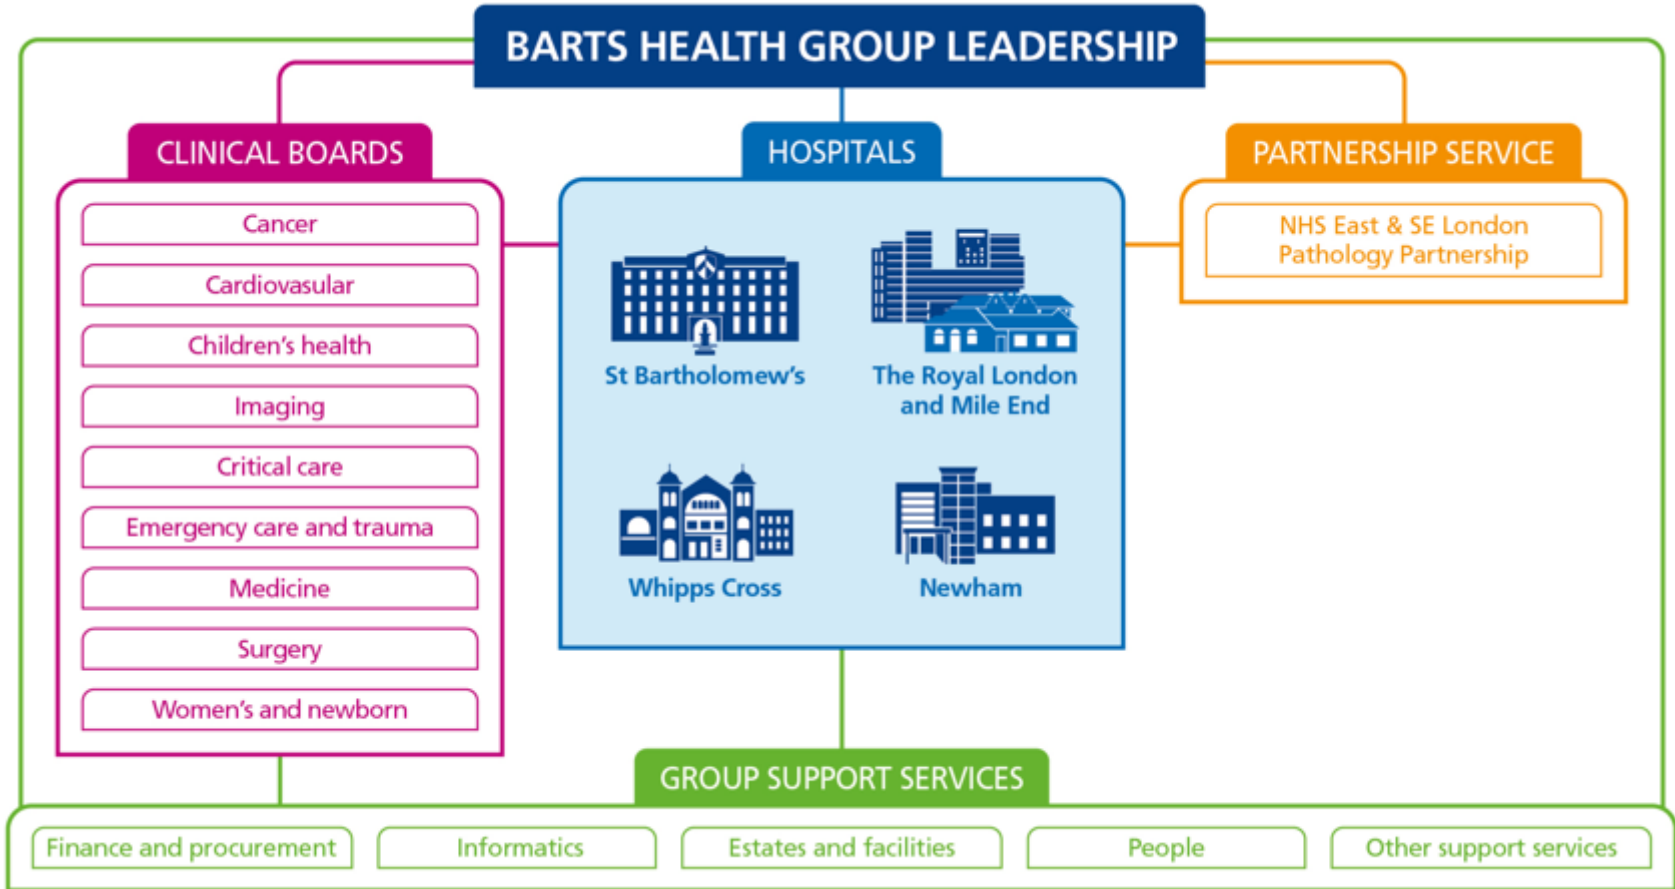 BARTS HEALTH GROUP LEADERSHIP
CLINICAL BOARDS
Cancer
Cardiovasular
Children's health
Imaging
Critical care
Emergency care and trauma
Medicine
Surgery
Women's and newborn
HOSPITALS
St Bartholomew's
The Royal London
and Mile End
Whipps Cross
Newham
PARTNERSHIP SERVICE
NHS East & SE London
Pathology Partnership
GROUP SUPPORT SERVICES
Finance and procurement
Informatics
Estates and facilities
People
Other support services